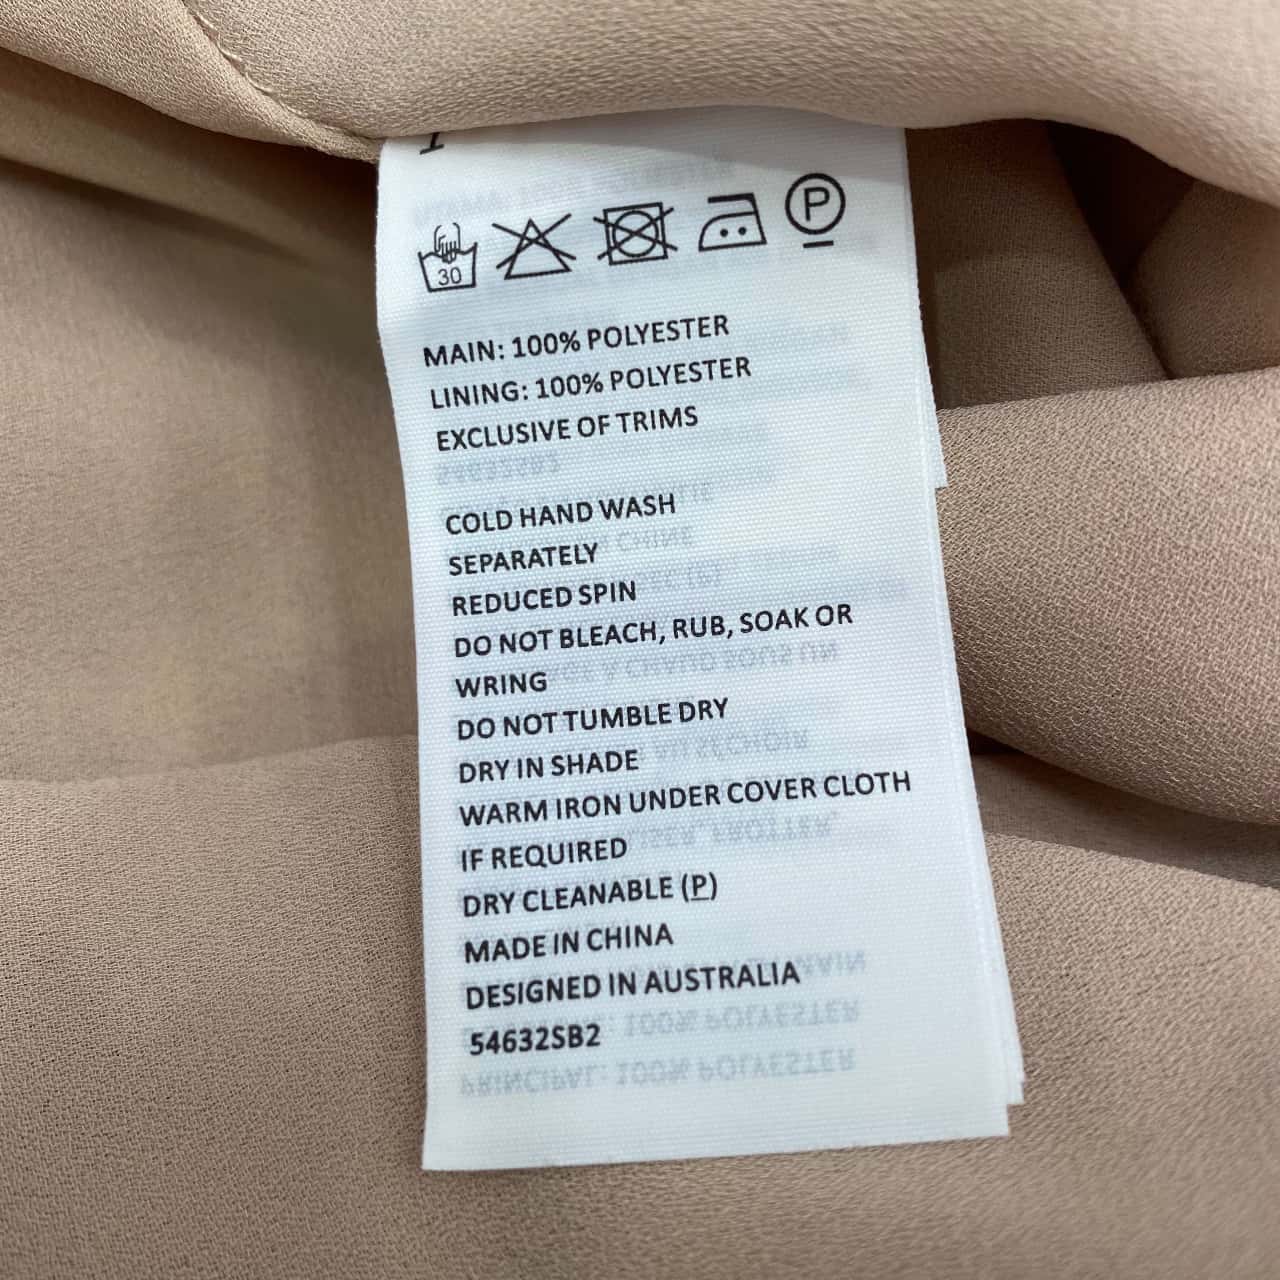 30
P
MAIN: 100% POLYESTER
LINING: 100% POLYESTER
EXCLUSIVE OF TRIMS
COLD HAND WASH
SEPARATELY
REDUCED SPIN
DO NOT BLEACH, RUB, SOAK OR
WRING
DO NOT TUMBLE DRY
DRY IN SHADE
WARM IRON UNDER COVER CLOTH
IF REQUIRED
DRY CLEANABLE (P)
MADE IN CHINA
DESIGNED IN AUSTRALIA
54632SB2